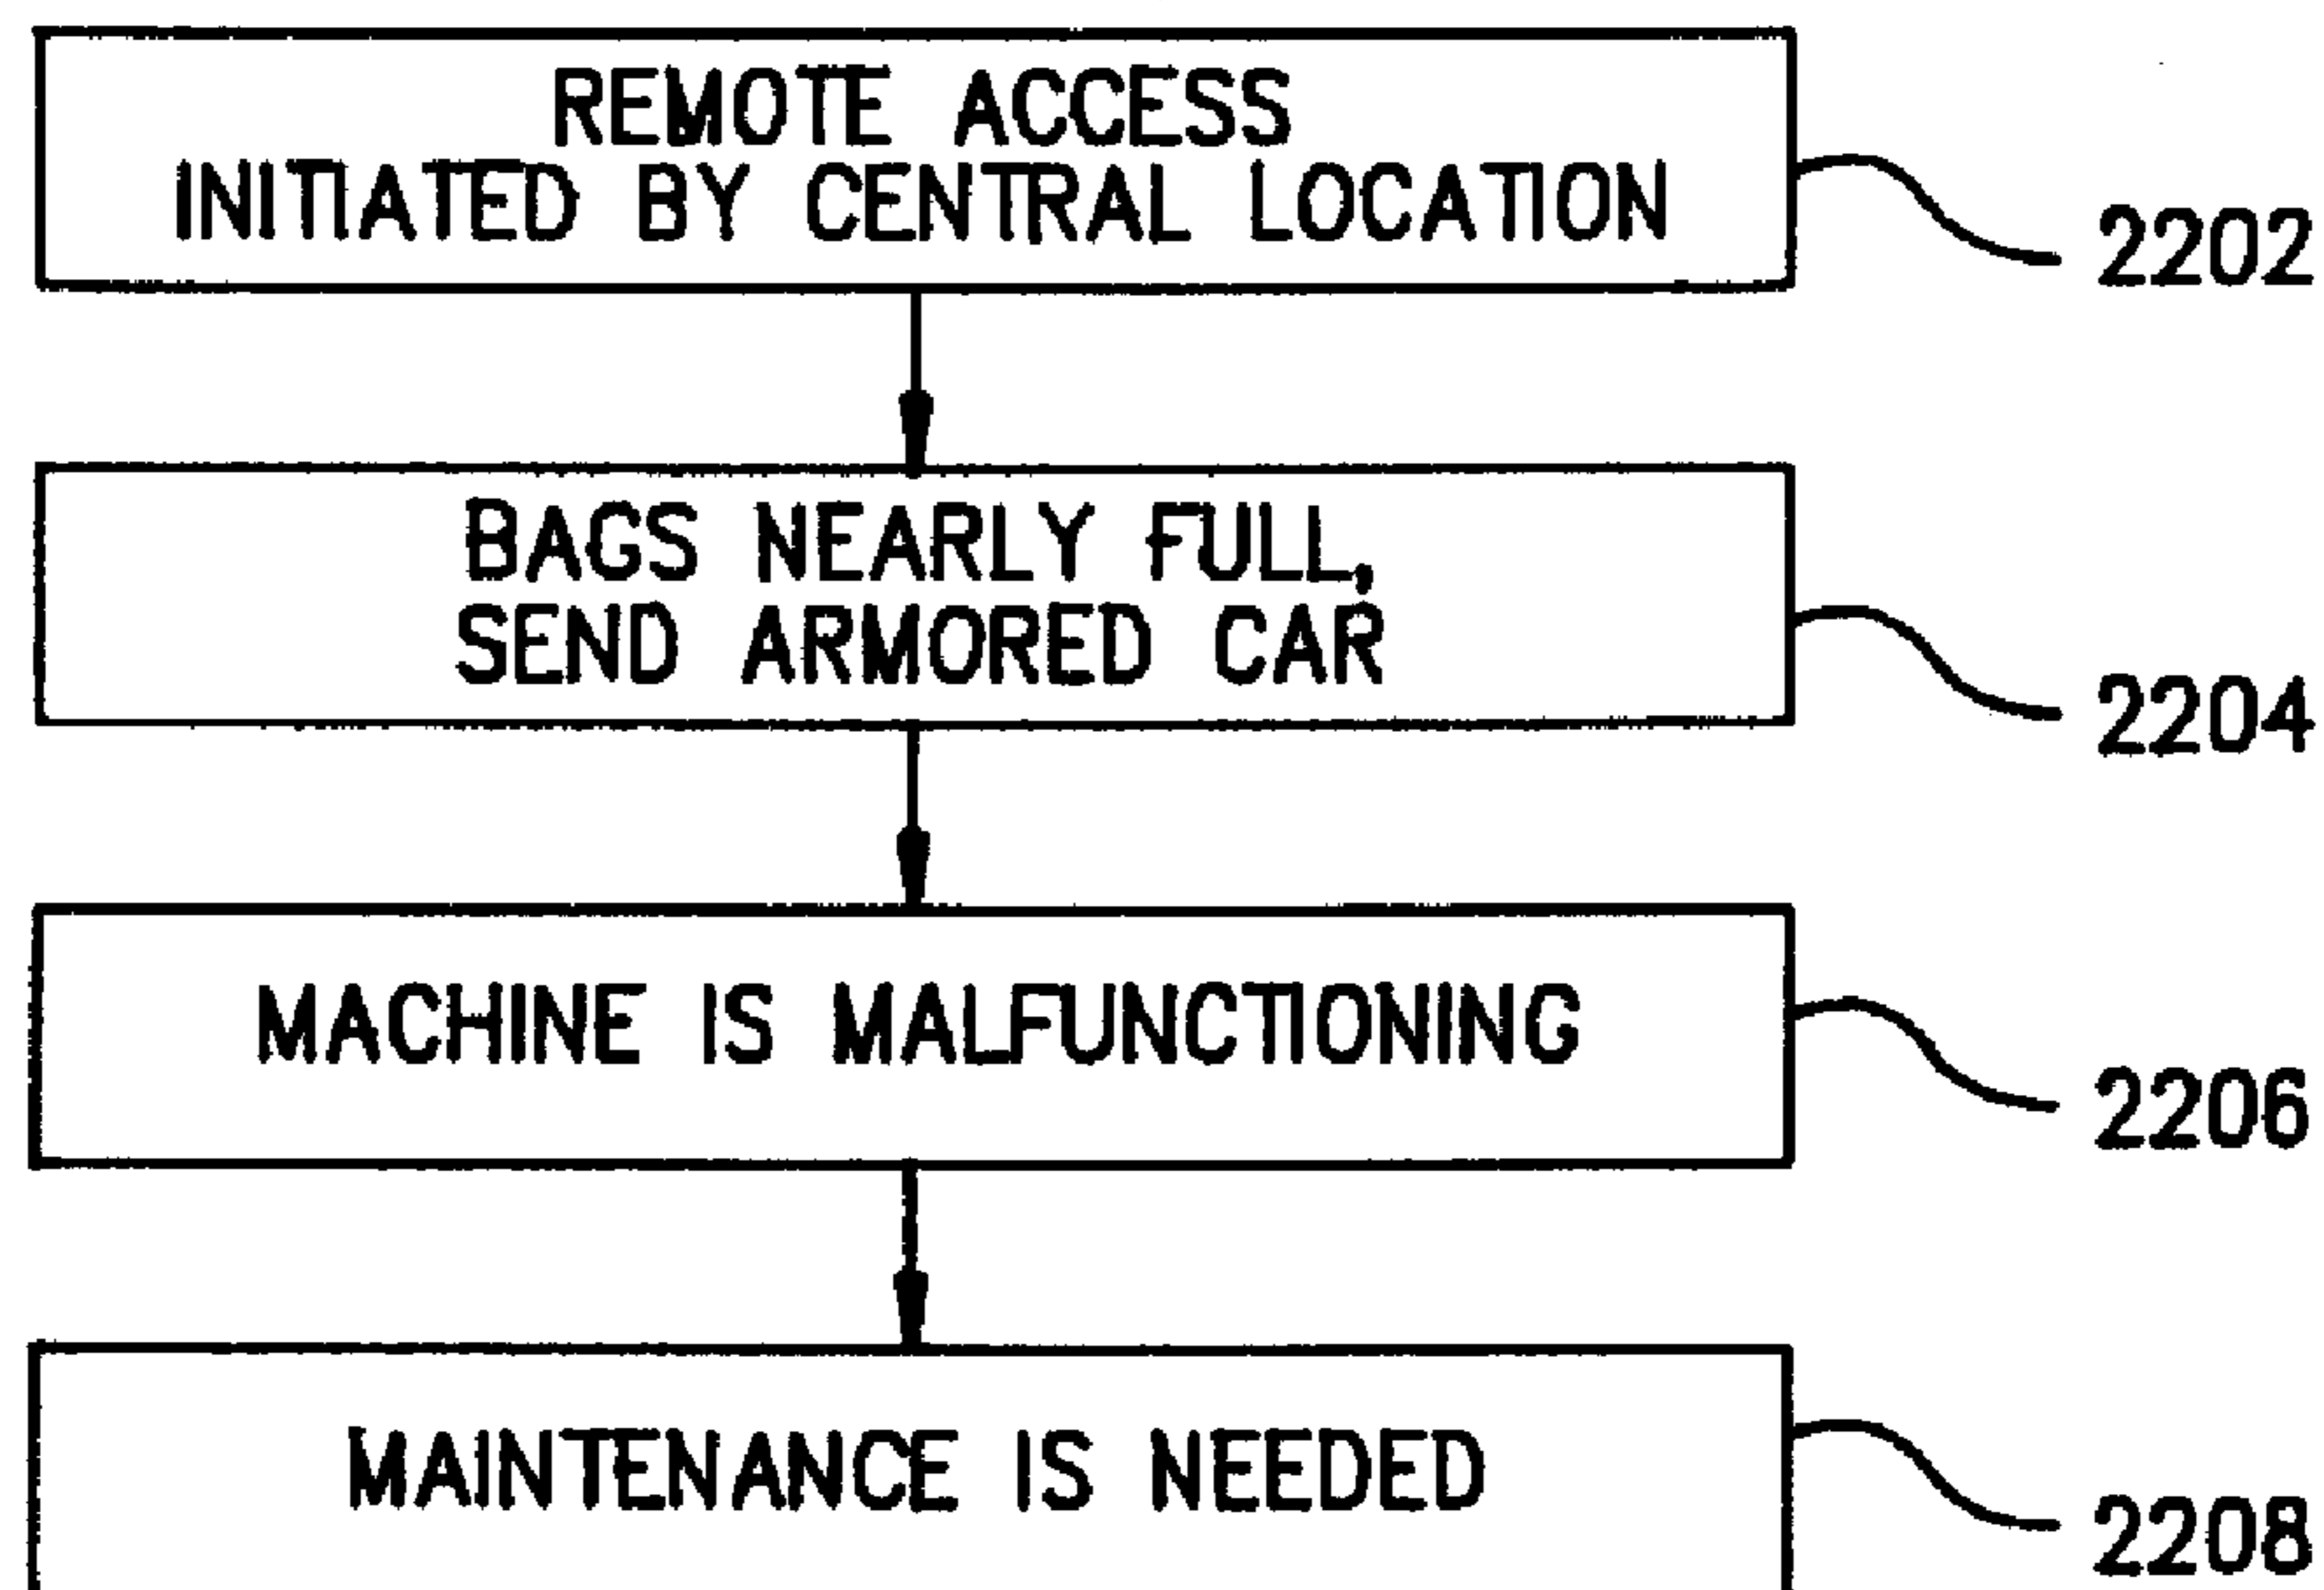 REMOTE ACCESS
INITIATED BY CENTRAL LOCATION
2202
BAGS NEARLY FULL,
SEND ARMORED CAR
2204
MACHINE IS MALFUNCTIONING
2206
MAINTENANCE IS NEEDED
2208